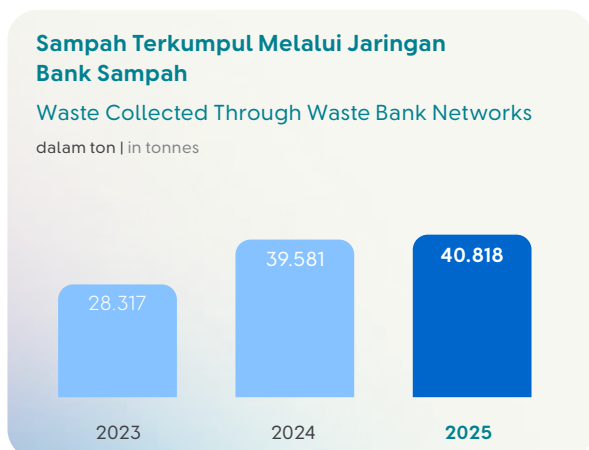 Sampah Terkumpul Melalui Jaringan
Bank Sampah
Waste Collected Through Waste Bank Networks
dalam ton | in tonnes
28.317
39.581
40.818
2023
2024
2025